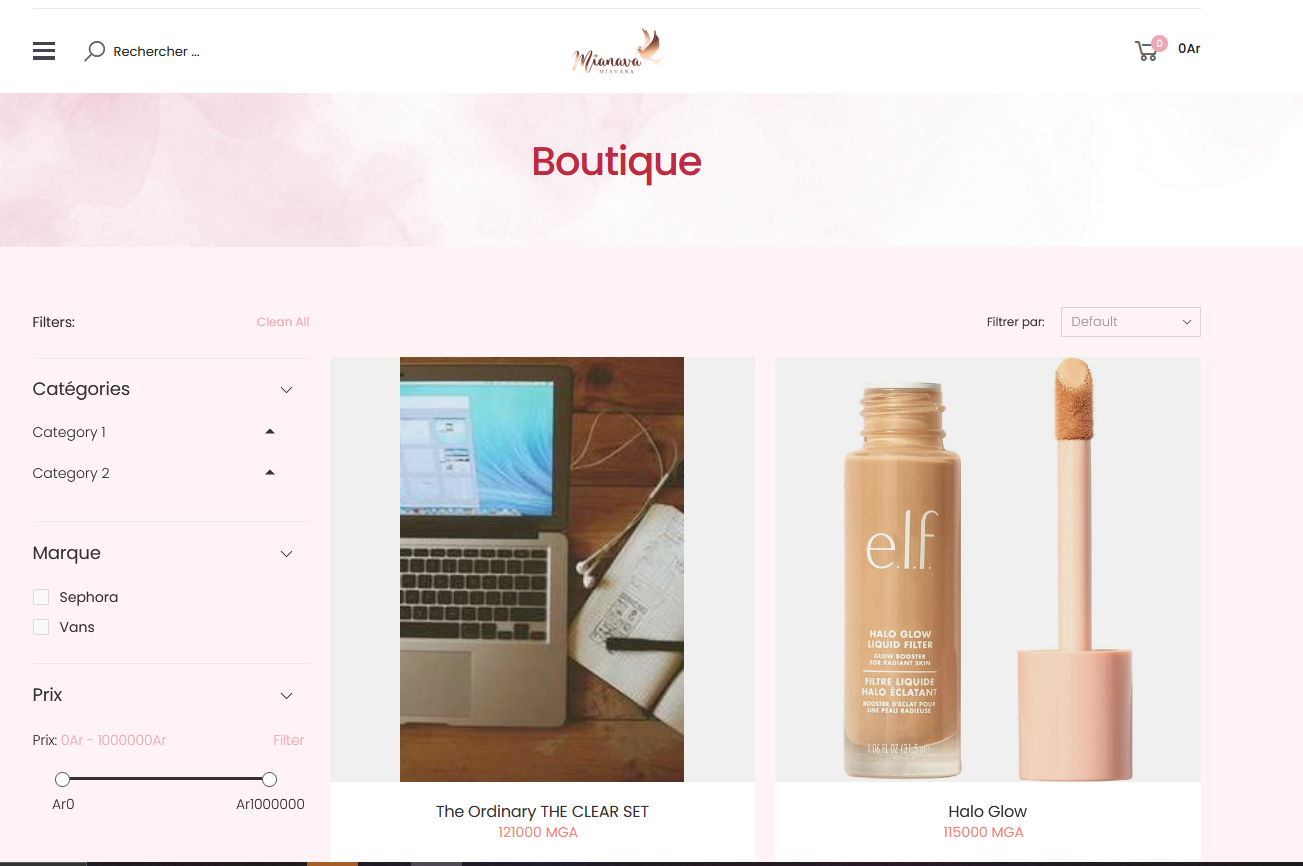 Rechercher ...
Mianava
MIAVANA
0
0Ar
Boutique
Filters:
Clean All
Filtrer par:
Default
Catégories
Category 1
Category 2
Marque
Sephora
Vans
Prix
Prix: 0Ar - 1000000Ar
Filter
Ar0
Ar1000000
e.l.f.
HALO GLOW
LIQUID FILTER
GLOW BOOSTER
FOR RADIANT SKIN
FILTRE LIQUIDE
HALO ÉCLATANT
BOOSTER D'ÉCLAT POUR
UNE PEAU RADIEUSE
1.06 FL OZ (31.5 ml)
The Ordinary THE CLEAR SET
121000 MGA
Halo Glow
115000 MGA